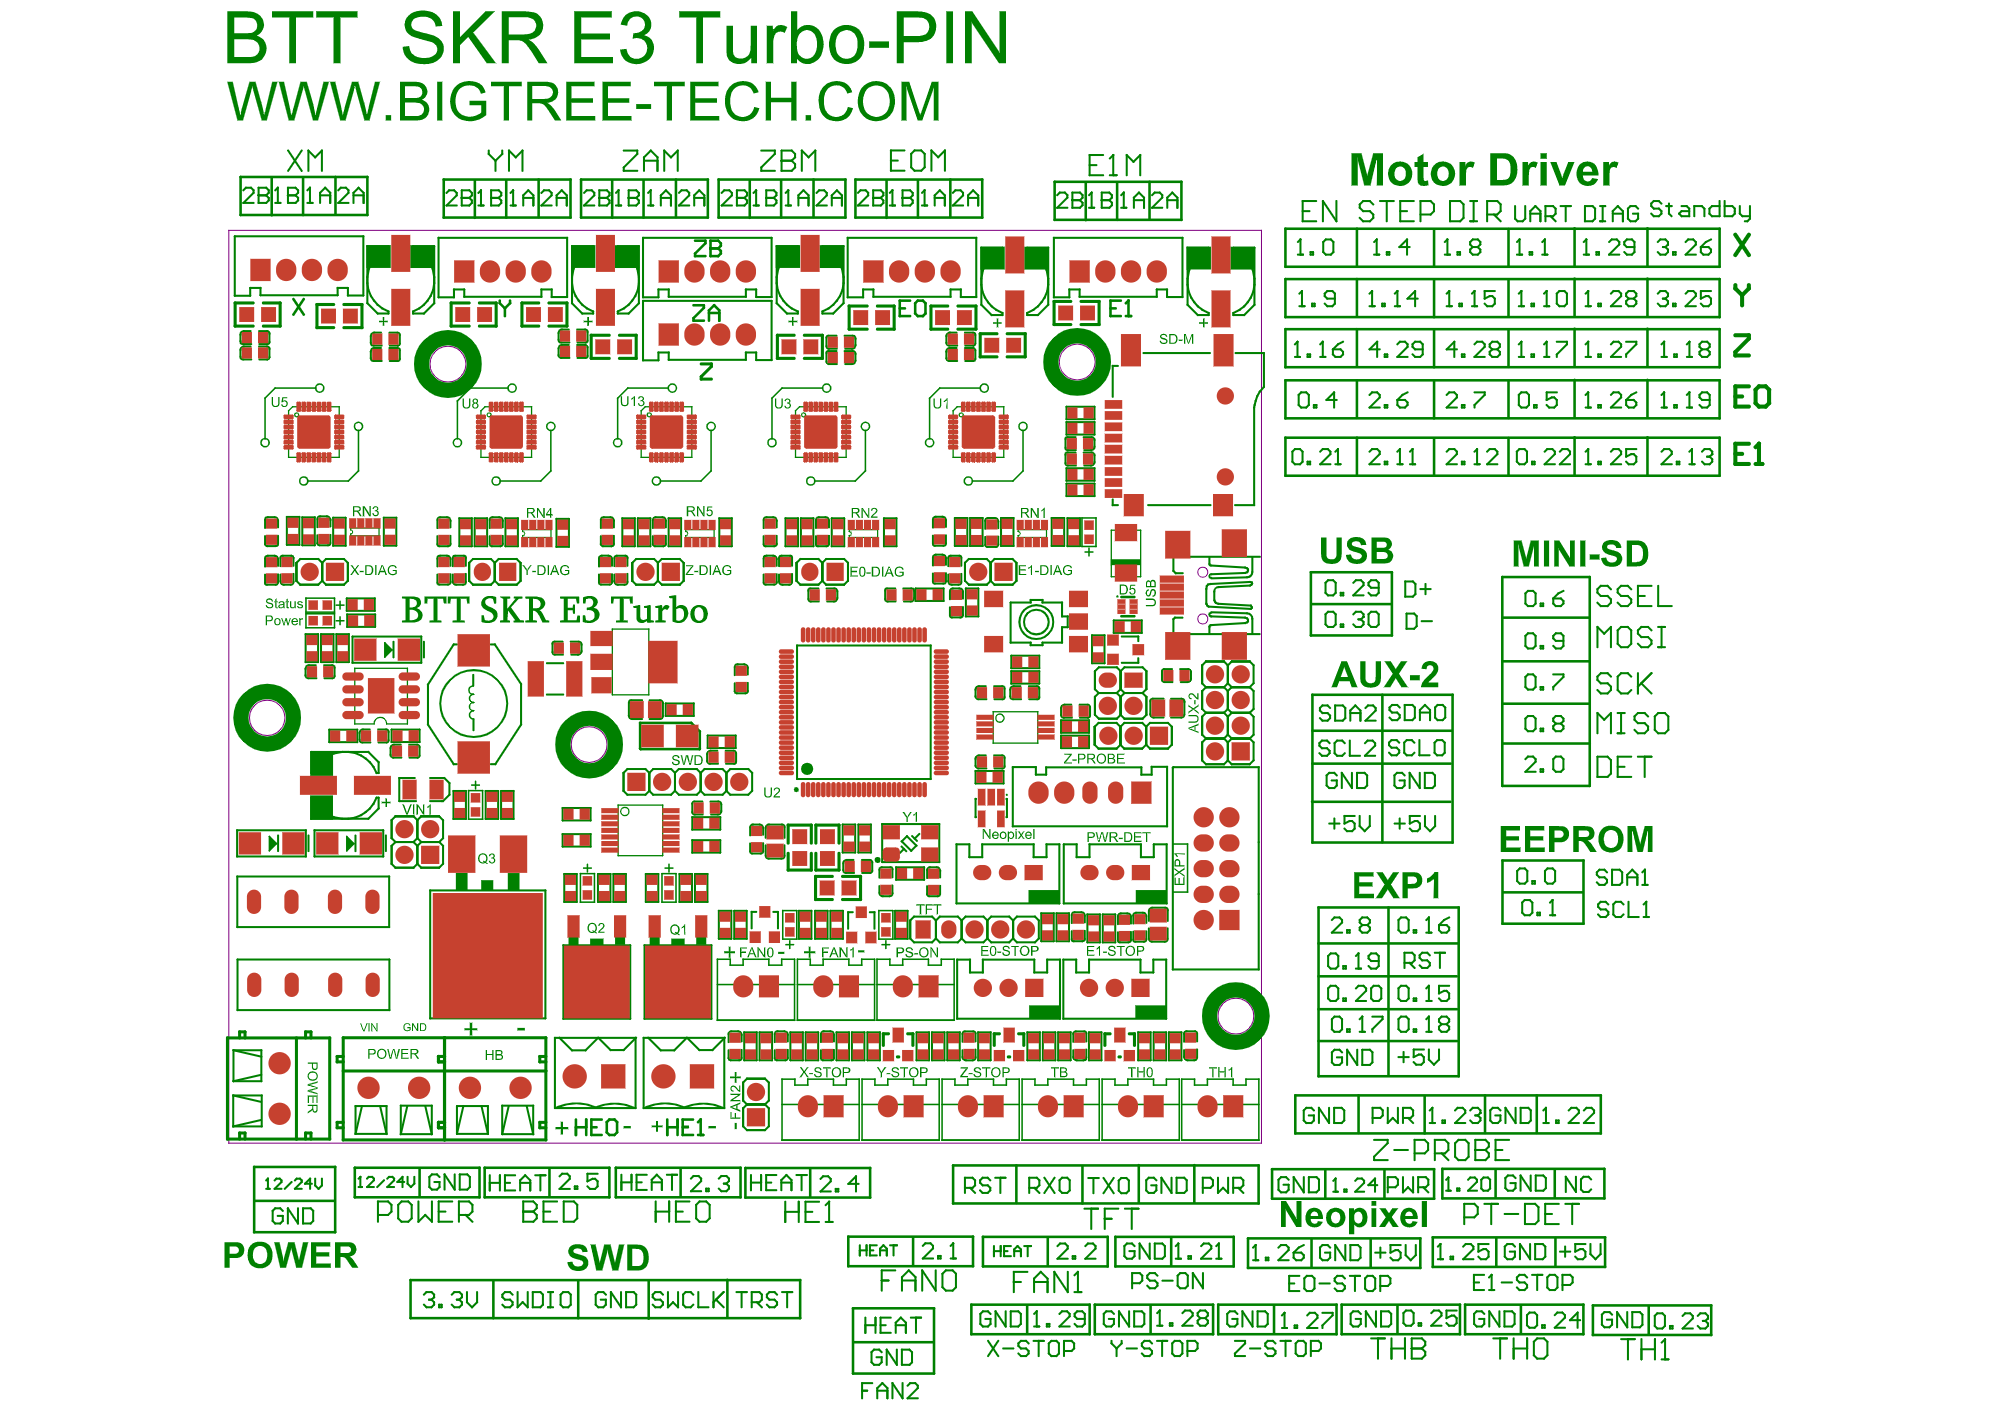 BTT SKR E3 Turbo-PIN
WWW.BIGTREE-TECH.COM
XM YM ZAM ZBM E0M E1M
2B 1B 1A 2A 2B 1B 1A 2A 2B 1B 1A 2A 2B 1B 1A 2A 2B 1B 1A 2A 2B 1B 1A 2A
Motor Driver
EN STEP DIR UART DIAG Standby
1.0 1.4 1.8 1.1 1.29 3.26 X
1.9 1.14 1.15 1.10 1.28 3.25 Y
1.16 4.29 4.28 1.17 1.27 1.18 Z
0.4 2.6 2.7 0.5 1.26 1.19 E0
0.21 2.11 2.12 0.22 1.25 2.13 E1
ZB
X Y ZA E0 E1
+ + + + +
SD-M
Z
U5 U8 U13 U3 U1
RN3 RN4 RN5 RN2 RN1
+
X-DIAG Y-DIAG Z-DIAG E0-DIAG E1-DIAG
D5
USB
Status +
Power +
BTT SKR E3 Turbo
AUX-2
SWD
Z-PROBE
U2
+
+
VIN1
Y1
Neopixel
PWR-DET
Q3
EXP1
+ +
TFT
Q2 Q1
+ + +
+ FAN0 - + FAN1 - PS-ON E0-STOP E1-STOP
VIN GND + -
POWER HB
POWER
X-STOP Y-STOP Z-STOP TB TH0 TH1
- FAN2 +
+HE0- +HE1-
USB
0.29 D+
0.30 D-
MINI-SD
0.6 SSEL
0.9 MOSI
0.7 SCK
0.8 MISO
2.0 DET
AUX-2
SDA2 SDA0
SCL2 SCL0
GND GND
+5V +5V
EEPROM
0.0 SDA1
0.1 SCL1
EXP1
2.8 0.16
0.19 RST
0.20 0.15
0.17 0.18
GND +5V
GND PWR 1.23 GND 1.22
Z-PROBE
12/24V
GND
POWER
12/24V GND
POWER
HEAT 2.5
BED
HEAT 2.3
HE0
HEAT 2.4
HE1
RST RX0 TX0 GND PWR
TFT
GND 1.24 PWR
Neopixel
1.20 GND NC
PT-DET
SWD
3.3V SWDIO GND SWCLK TRST
HEAT 2.1
FAN0
HEAT 2.2
FAN1
GND 1.21
PS-ON
1.26 GND +5V
E0-STOP
1.25 GND +5V
E1-STOP
HEAT
GND
FAN2
GND 1.29
X-STOP
GND 1.28
Y-STOP
GND 1.27
Z-STOP
GND 0.25
THB
GND 0.24
TH0
GND 0.23
TH1